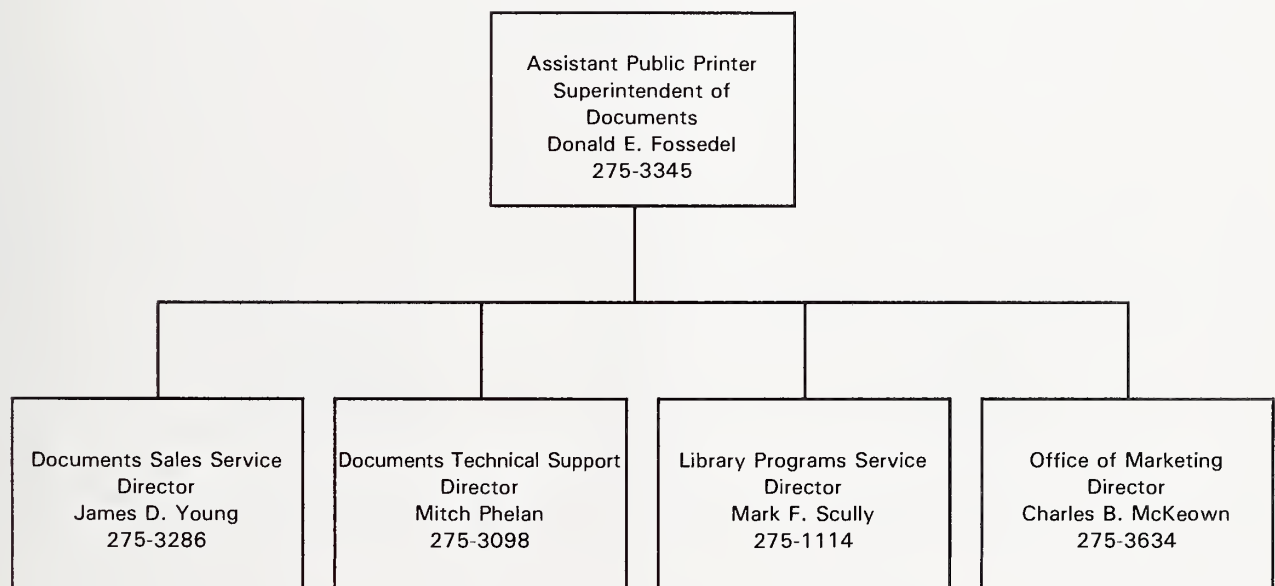 Assistant Public Printer
Superintendent of
Documents
Donald E. Fossedel
275-3345
Documents Sales Service
Director
James D. Young
275-3286
Documents Technical Support
Director
Mitch Phelan
275-3098
Library Programs Service
Director
Mark F. Scully
275-1114
Office of Marketing
Director
Charles B. McKeown
275-3634